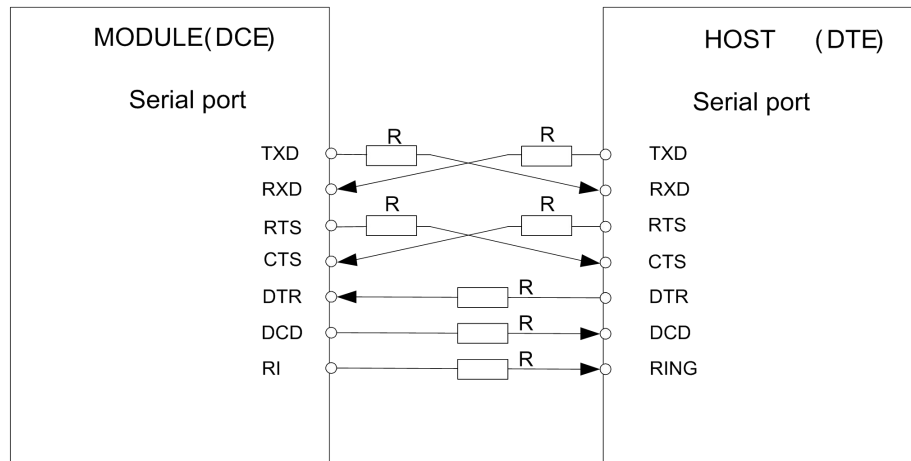 MODULE(DCE) HOST (DTE)
Serial port Serial port
TXD R R TXD
RXD RXD
RTS R R RTS
CTS CTS
DTR R DTR
DCD R DCD
RI R RING